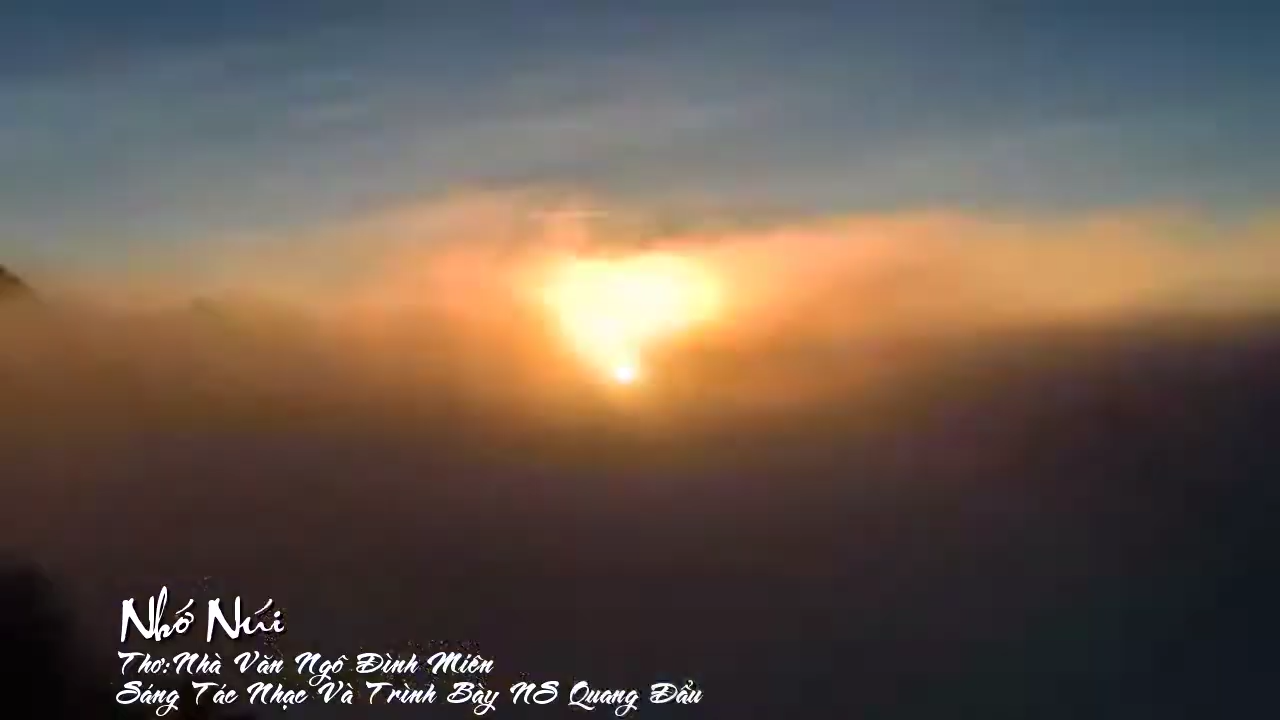 Nhớ Núi
Thơ:Nhà Văn Ngô Đình Miên
Sáng Tác Nhạc Và Trình Bày NS Quang Đẩu